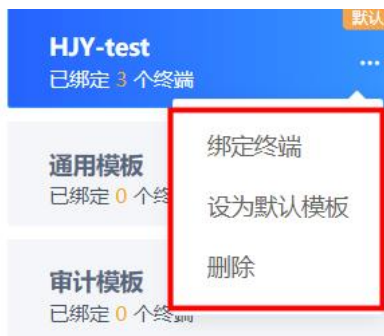 默认
HJY-test
已绑定 3 个终端
···
绑定终端
通用模板
已绑定 0 个终
设为默认模板
删除
审计模板
已绑定 0 个终端